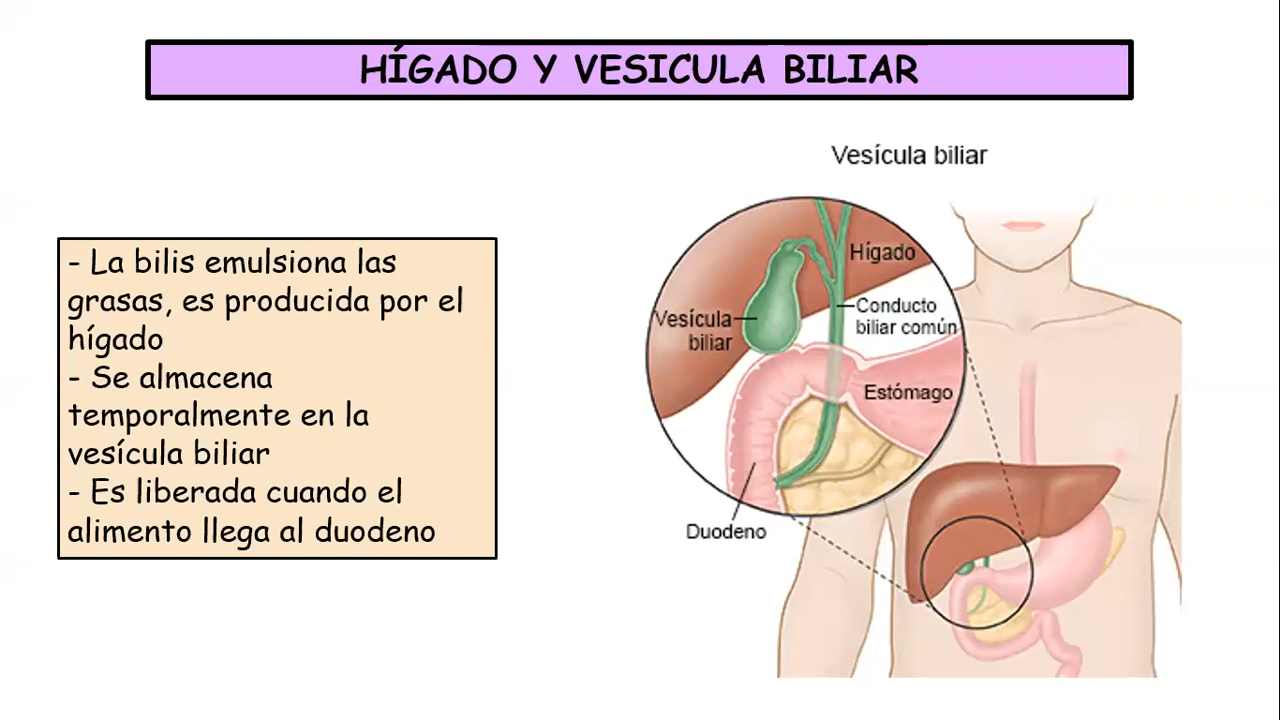 HÍGADO Y VESICULA BILIAR
Vesícula biliar
- La bilis emulsiona las
grasas, es producida por el
hígado
- Se almacena
temporalmente en la
vesícula biliar
- Es liberada cuando el
alimento llega al duodeno
Hígado
Vesícula
biliar
Conducto
biliar común
Estómago
Duodeno